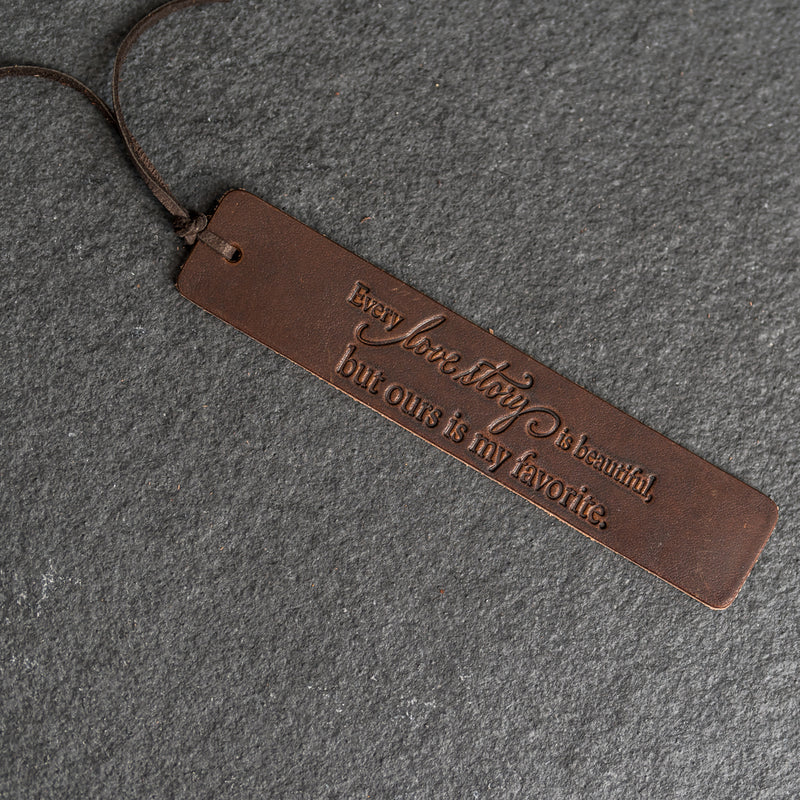 Every love story is beautiful,
but ours is my favorite.